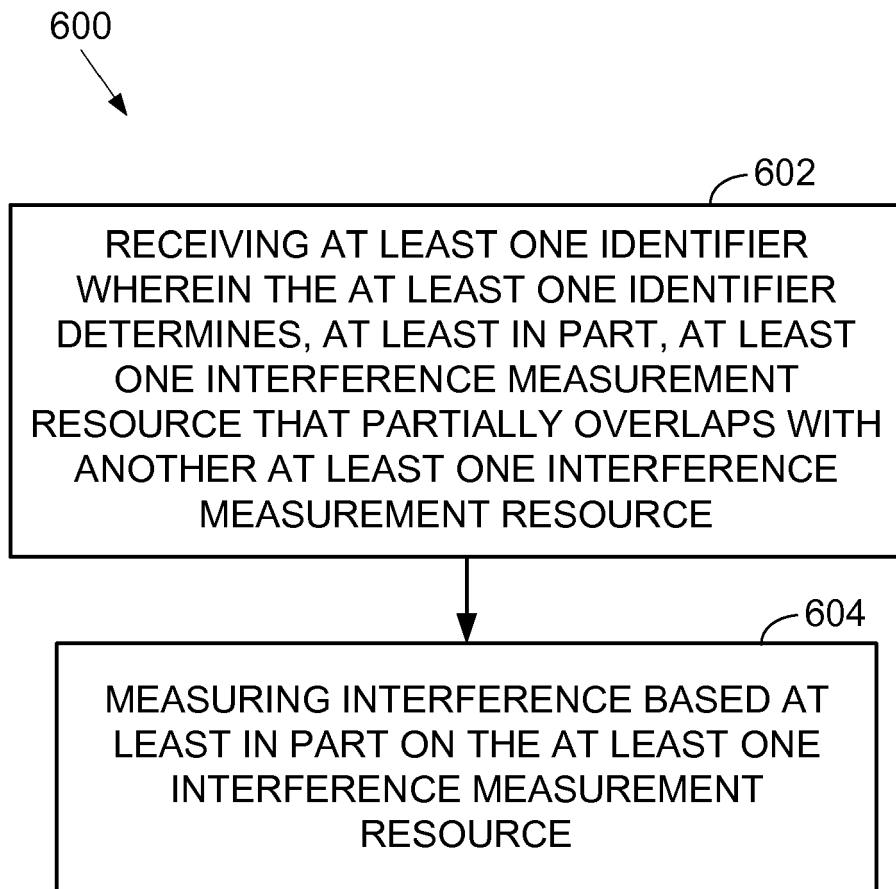 600
602
RECEIVING AT LEAST ONE IDENTIFIER
WHEREIN THE AT LEAST ONE IDENTIFIER
DETERMINES, AT LEAST IN PART, AT LEAST
ONE INTERFERENCE MEASUREMENT
RESOURCE THAT PARTIALLY OVERLAPS WITH
ANOTHER AT LEAST ONE INTERFERENCE
MEASUREMENT RESOURCE
604
MEASURING INTERFERENCE BASED AT
LEAST IN PART ON THE AT LEAST ONE
INTERFERENCE MEASUREMENT
RESOURCE